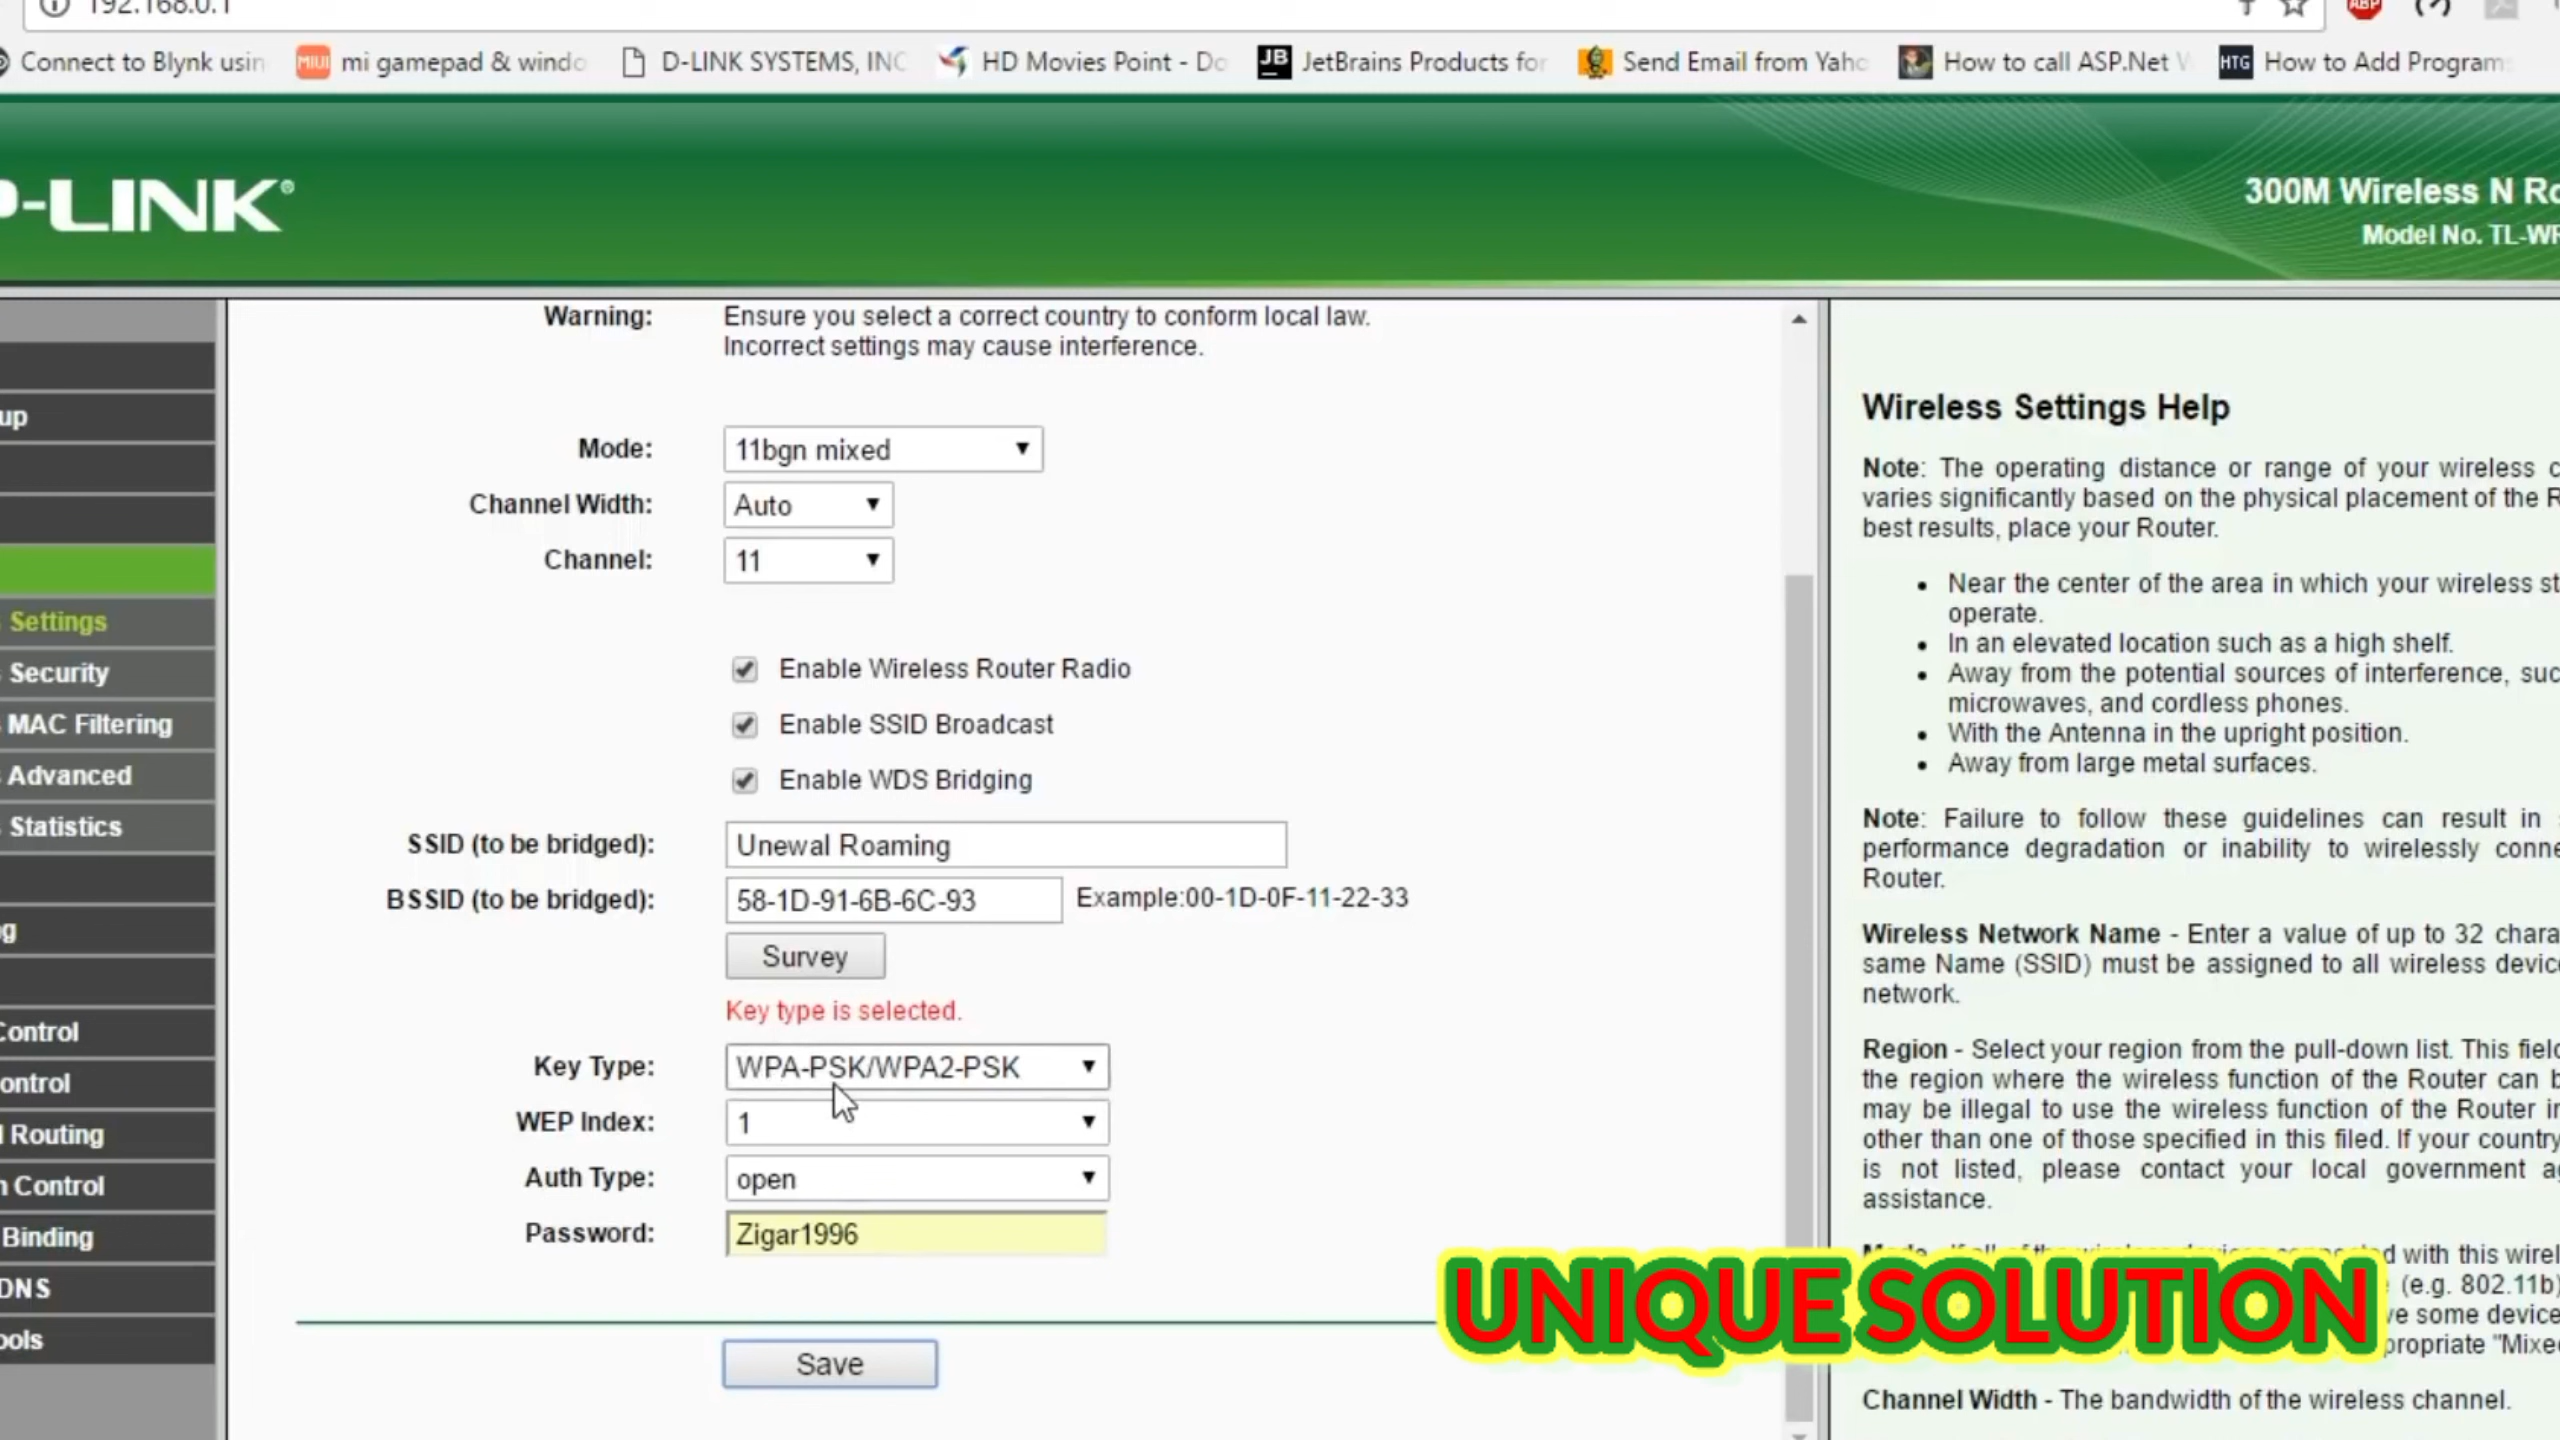 192.168.0.1
Connect to Blynk usin
mi gamepad & windo
D-LINK SYSTEMS, INC
HD Movies Point - Do
JetBrains Products for
Send Email from Yaho
How to call ASP.Net W
How to Add Program
P-LINK®
300M Wireless N Ro
Model No. TL-WR
Warning: Ensure you select a correct country to conform local law.
Incorrect settings may cause interference.
Mode: 11bgn mixed
Channel Width: Auto
Channel: 11
Enable Wireless Router Radio
Enable SSID Broadcast
Enable WDS Bridging
SSID (to be bridged): Unewal Roaming
BSSID (to be bridged): 58-1D-91-6B-6C-93 Example:00-1D-0F-11-22-33
Survey
Key type is selected.
Key Type: WPA-PSK/WPA2-PSK
WEP Index: 1
Auth Type: open
Password: Zigar1996
Save
up
Settings
Security
MAC Filtering
Advanced
Statistics
g
Control
ontrol
Routing
Control
Binding
DNS
ools
Wireless Settings Help
Note: The operating distance or range of your wireless c
varies significantly based on the physical placement of the R
best results, place your Router.
• Near the center of the area in which your wireless st
operate.
• In an elevated location such as a high shelf.
• Away from the potential sources of interference, suc
microwaves, and cordless phones.
• With the Antenna in the upright position.
• Away from large metal surfaces.
Note: Failure to follow these guidelines can result in
performance degradation or inability to wirelessly conne
Router.
Wireless Network Name - Enter a value of up to 32 chara
same Name (SSID) must be assigned to all wireless device
network.
Region - Select your region from the pull-down list. This field
the region where the wireless function of the Router can b
may be illegal to use the wireless function of the Router in
other than one of those specified in this filed. If your country
is not listed, please contact your local government ag
assistance.
d with this wirel
(e.g. 802.11b)
ve some device
propriate "Mixed
Channel Width - The bandwidth of the wireless channel.
UNIQUE SOLUTION